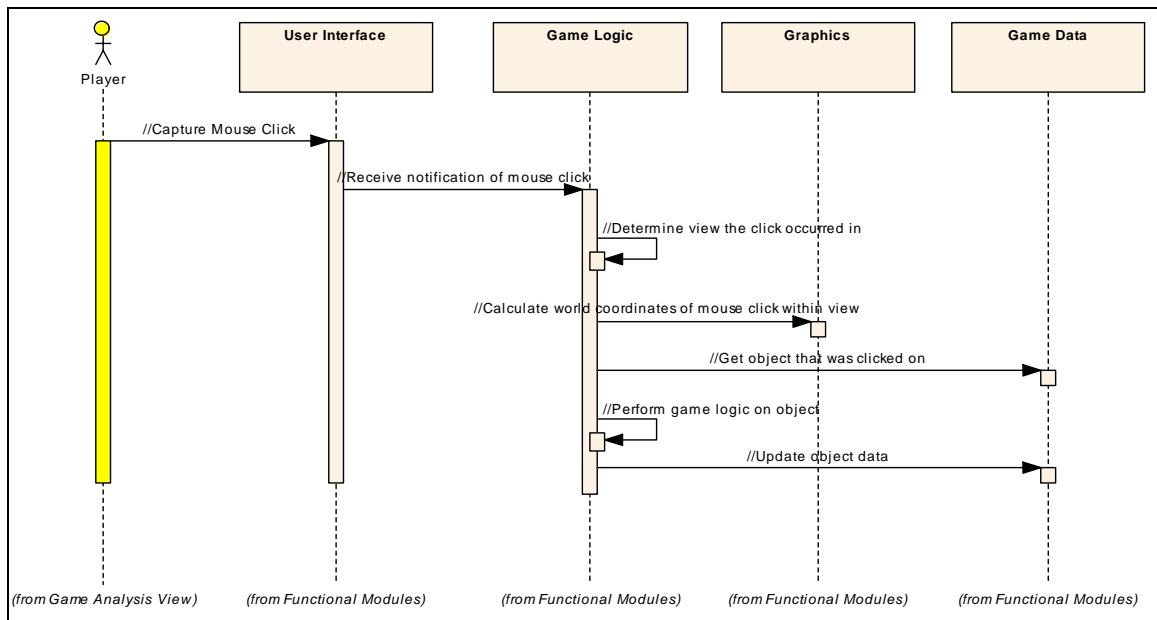 User Interface
Game Logic
Graphics
Game Data
Player
//Capture Mouse Click
//Receive notification of mouse click
//Determine view the click occurred in
//Calculate world coordinates of mouse click within view
//Get object that was clicked on
//Perform game logic on object
//Update object data
(from Game Analysis View)
(from Functional Modules)
(from Functional Modules)
(from Functional Modules)
(from Functional Modules)